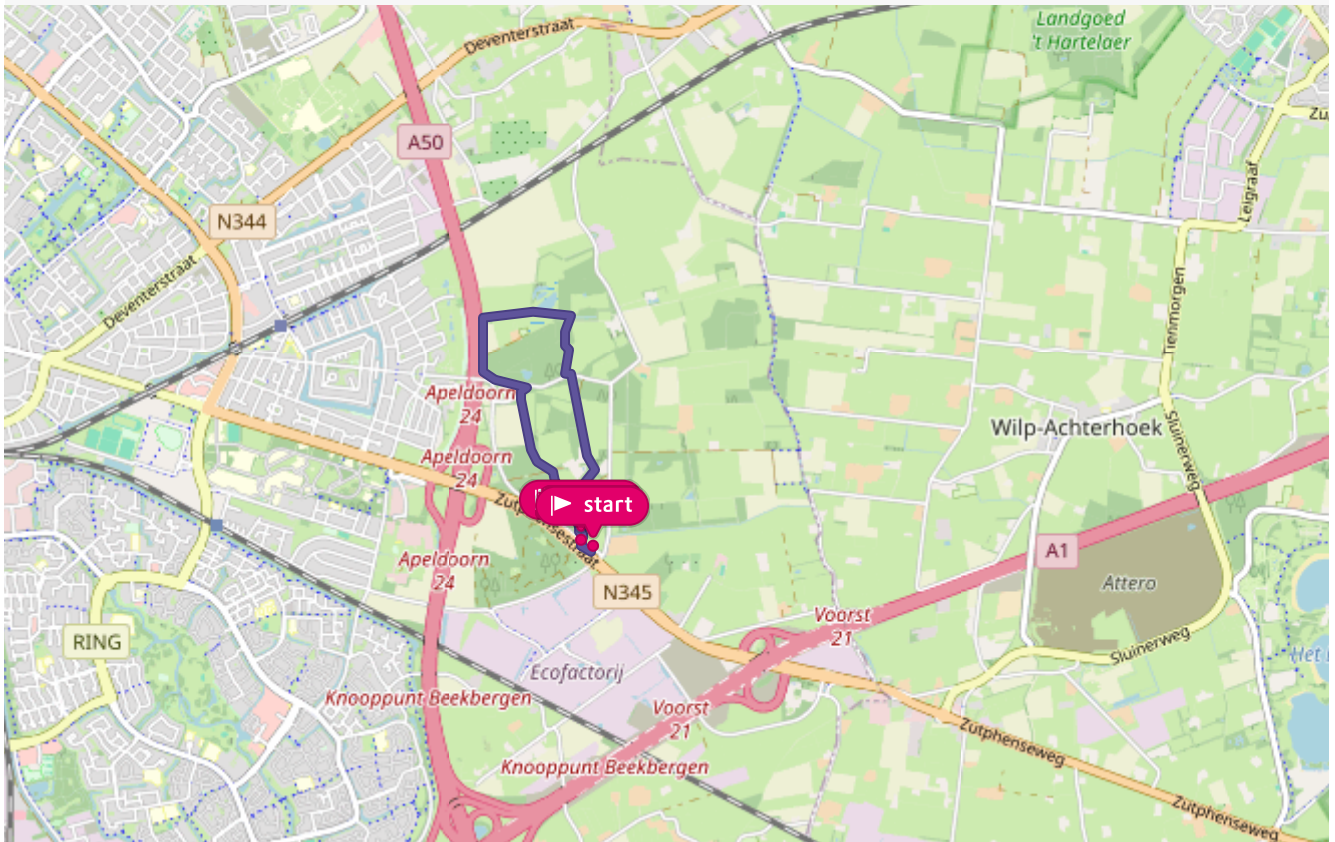 Landgoed
't Hartelaer
Deventerstraat
A50
N344
Leigraaf
Deventerstraat
Tienmorgen
Apeldoorn
24
Wilp-Achterhoek
Sluinerweg
Apeldoorn
24
start
Zutphensestraat
Apeldoorn
24
A1
Attero
N345
Voorst
21
RING
Sluinerweg
Ecofactorij
Knooppunt Beekbergen
Voorst
21
Zutphenseweg
Knooppunt Beekbergen
Zutphenseweg